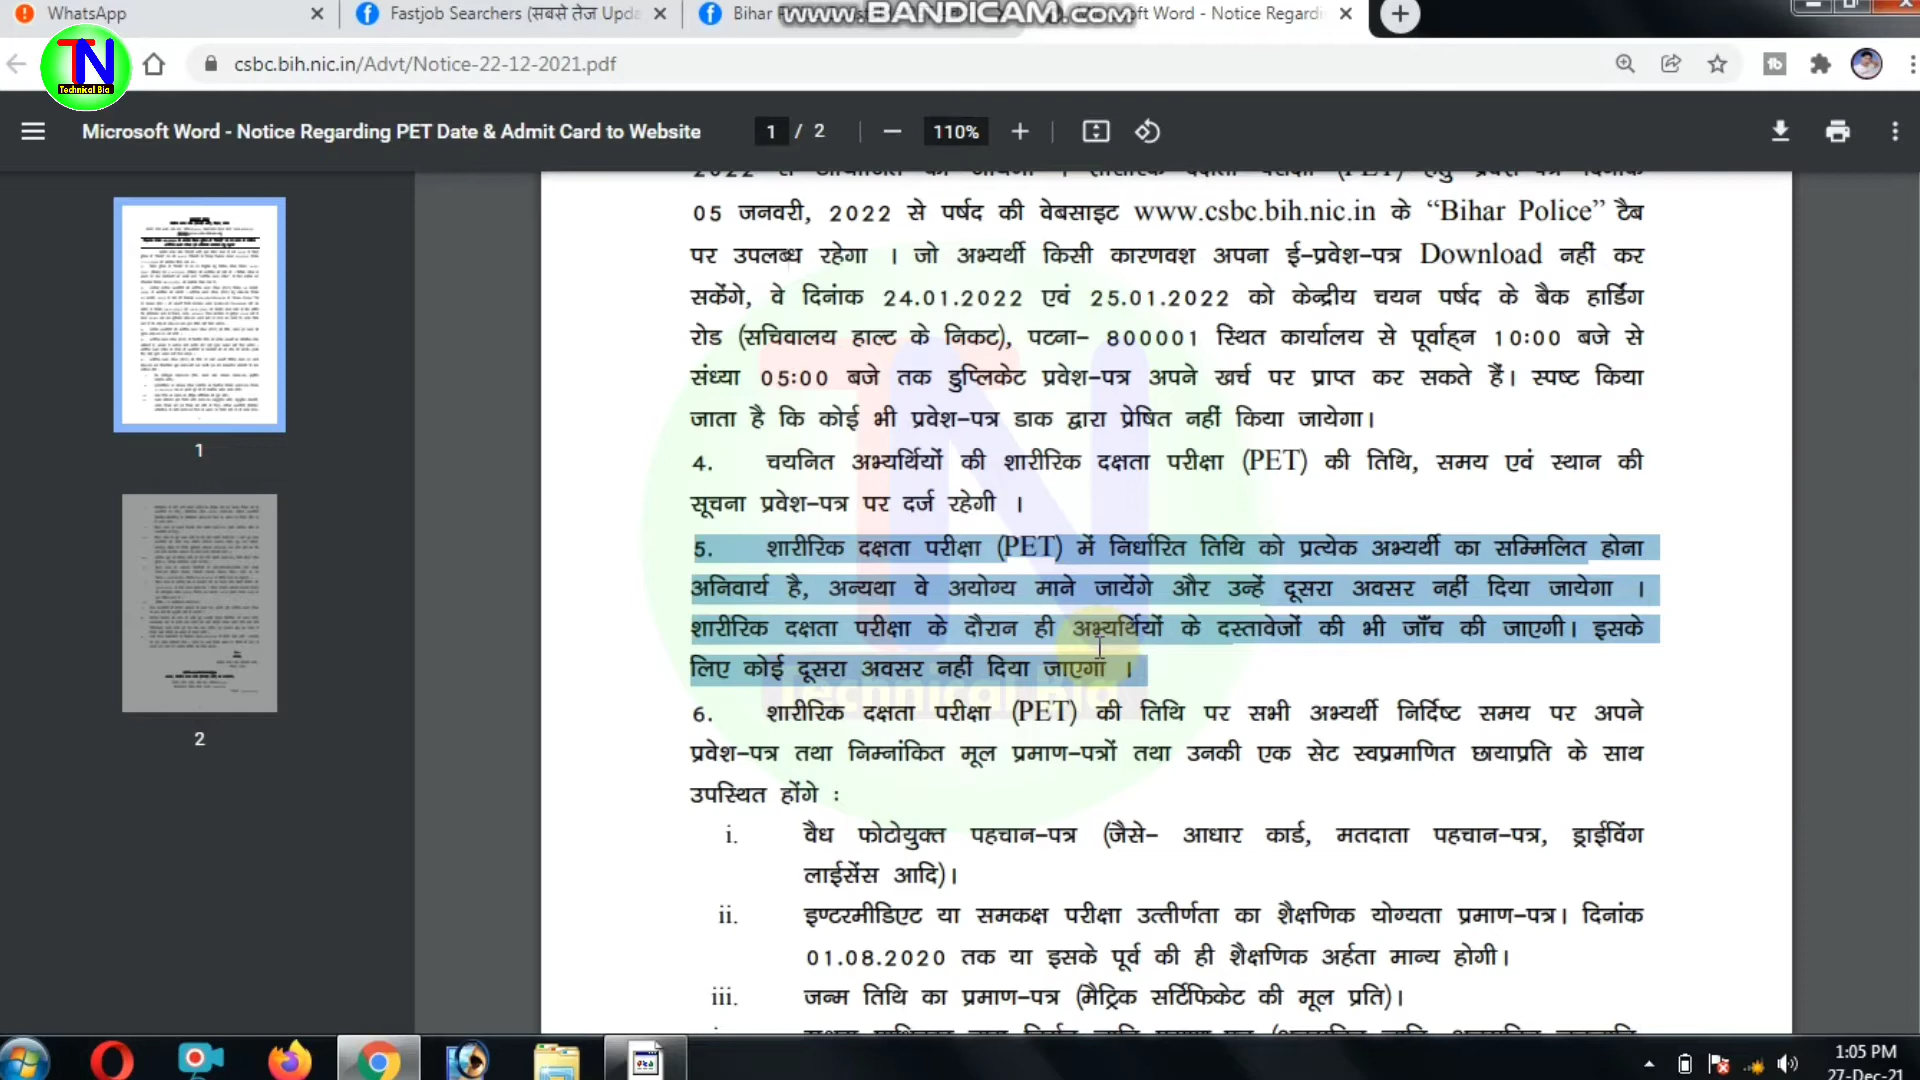 WhatsApp
Fastjob Searchers (सबसे तेज Upda
Bihar
www.BANDICAM.com
soft Word - Notice Regardin
TN
Technical Bia
csbc.bih.nic.in/Advt/Notice-22-12-2021.pdf
Microsoft Word - Notice Regarding PET Date & Admit Card to Website
1 / 2
110%
05 जनवरी, 2022 से पर्षद की वेबसाइट www.csbc.bih.nic.in के “Bihar Police” टैब
पर उपलब्ध रहेगा । जो अभ्यर्थी किसी कारणवश अपना ई-प्रवेश-पत्र Download नहीं कर
सकेंगे, वे दिनांक 24.01.2022 एवं 25.01.2022 को केन्द्रीय चयन पर्षद के बैक हार्डिंग
रोड (सचिवालय हाल्ट के निकट), पटना- 800001 स्थित कार्यालय से पूर्वाह्न 10:00 बजे से
संध्या 05:00 बजे तक डुप्लिकेट प्रवेश-पत्र अपने खर्च पर प्राप्त कर सकते हैं। स्पष्ट किया
जाता है कि कोई भी प्रवेश-पत्र डाक द्वारा प्रेषित नहीं किया जायेगा।
4. चयनित अभ्यर्थियों की शारीरिक दक्षता परीक्षा (PET) की तिथि, समय एवं स्थान की
सूचना प्रवेश-पत्र पर दर्ज रहेगी ।
5. शारीरिक दक्षता परीक्षा (PET) में निर्धारित तिथि को प्रत्येक अभ्यर्थी का सम्मिलित होना
अनिवार्य है, अन्यथा वे अयोग्य माने जायेंगे और उन्हें दूसरा अवसर नहीं दिया जायेगा ।
शारीरिक दक्षता परीक्षा के दौरान ही अभ्यर्थियों के दस्तावेजों की भी जाँच की जाएगी। इसके
लिए कोई दूसरा अवसर नहीं दिया जाएगा ।
Technical Bia
6. शारीरिक दक्षता परीक्षा (PET) की तिथि पर सभी अभ्यर्थी निर्दिष्ट समय पर अपने
प्रवेश-पत्र तथा निम्नांकित मूल प्रमाण-पत्रों तथा उनकी एक सेट स्वप्रमाणित छायाप्रति के साथ
उपस्थित होंगे :
i. वैध फोटोयुक्त पहचान-पत्र (जैसे- आधार कार्ड, मतदाता पहचान-पत्र, ड्राईविंग
लाईसेंस आदि)।
ii. इण्टरमीडिएट या समकक्ष परीक्षा उत्तीर्णता का शैक्षणिक योग्यता प्रमाण-पत्र। दिनांक
01.08.2020 तक या इसके पूर्व की ही शैक्षणिक अर्हता मान्य होगी।
iii. जन्म तिथि का प्रमाण-पत्र (मैट्रिक सर्टिफिकेट की मूल प्रति)।
1
2
1:05 PM
27-Dec-21